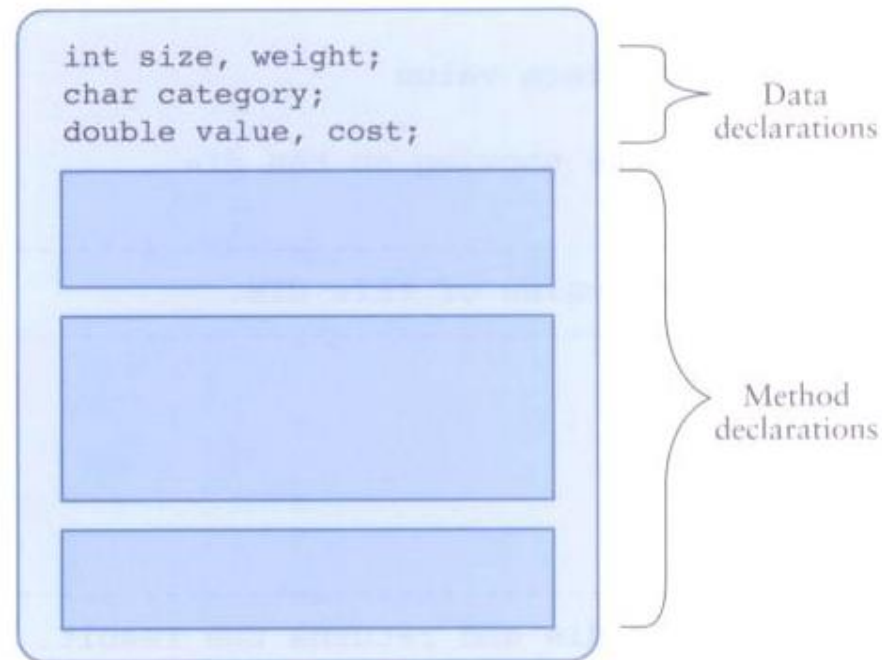 int size, weight;
char category;
double value, cost;
Data
declarations
Method
declarations